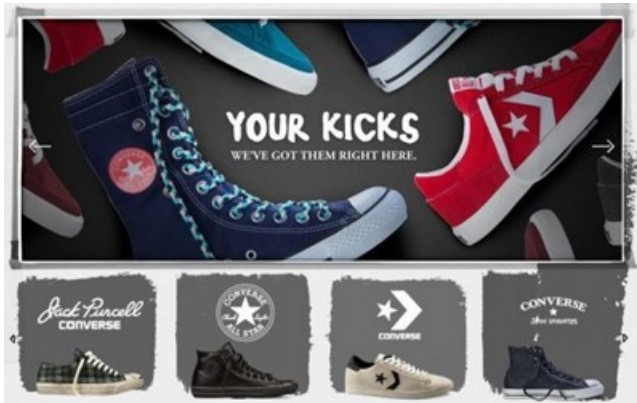 YOUR KICKS
WE'VE GOT THEM RIGHT HERE.
Jack Purcell
CONVERSE
CONVERSE
ALL STAR
CONVERSE
CONVERSE